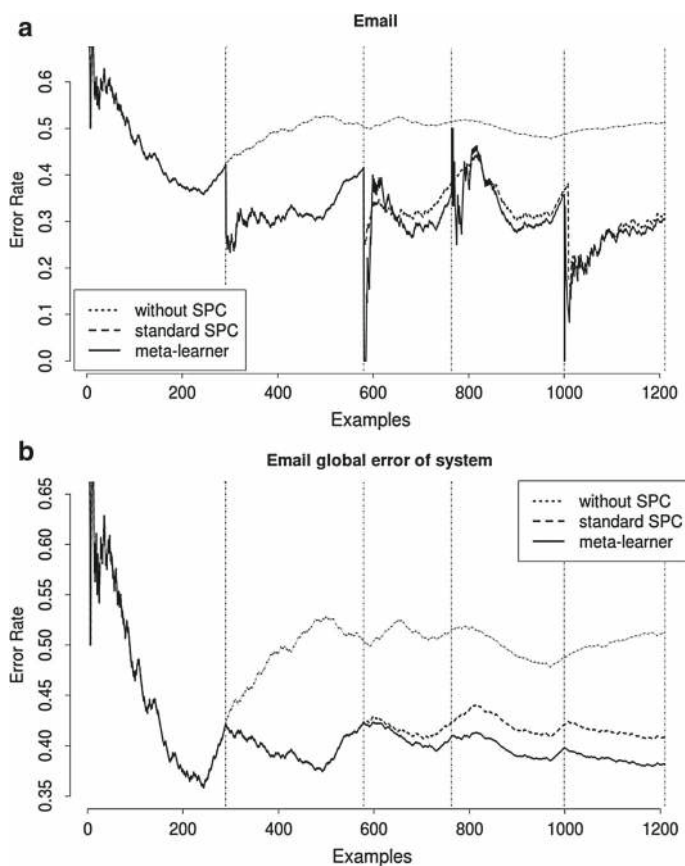 a
Email
Error Rate
0.6
0.5
0.4
0.3
0.2
0.1
0.0
without SPC
standard SPC
meta-learner
0 200 400 600 800 1000 1200
Examples
b
Email global error of system
Error Rate
0.65
0.60
0.55
0.50
0.45
0.40
0.35
without SPC
standard SPC
meta-learner
0 200 400 600 800 1000 1200
Examples